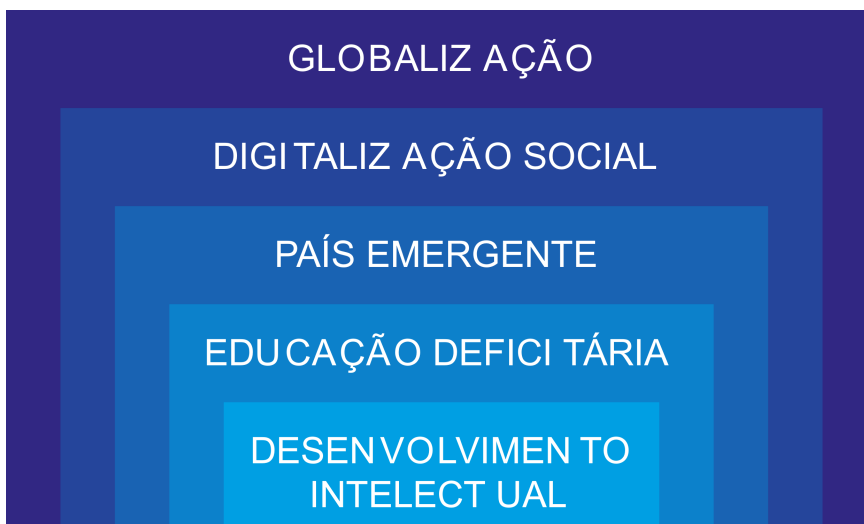 GLOBALIZAÇÃO
DIGITALIZAÇÃO SOCIAL
PAÍS EMERGENTE
EDUCAÇÃO DEFICITÁRIA
DESENVOLVIMENTO
INTELECTUAL